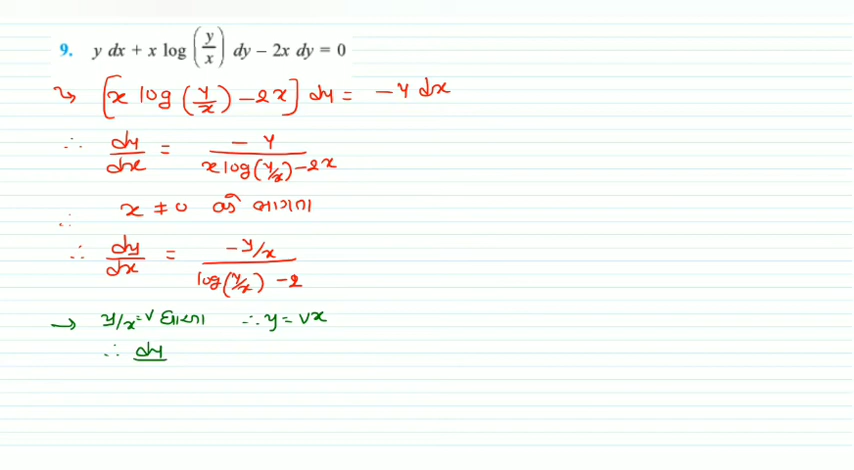 9. y dx + x log (y/x) dy – 2x dy = 0
→ [x log (y/x) - 2x] dy = -y dx
∴ dy/dx = -y / (x log(y/x) - 2x)
∴ x ≠ 0 વડે ભાગતા
∴ dy/dx = (-y/x) / (log(y/x) - 2)
→ y/x = v ધારતા ∴ y = vx
∴ dy